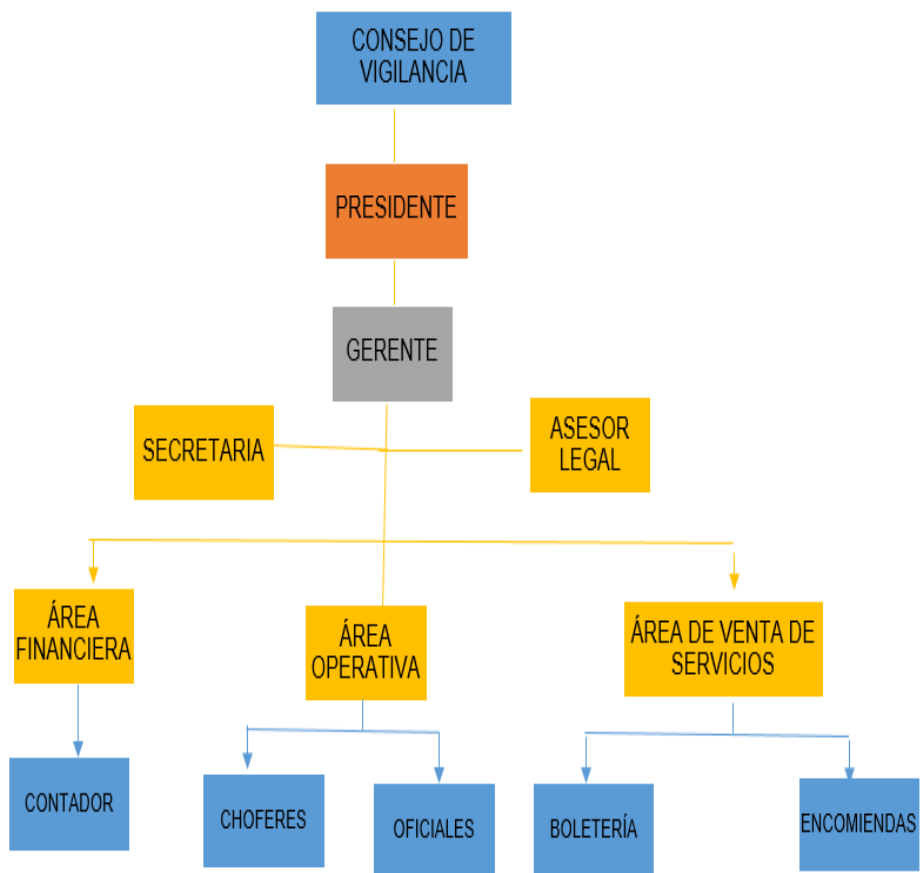 CONSEJO DE
VIGILANCIA
PRESIDENTE
GERENTE
SECRETARIA
ASESOR
LEGAL
ÁREA
FINANCIERA
ÁREA
OPERATIVA
ÁREA DE VENTA DE
SERVICIOS
CONTADOR
CHOFERES
OFICIALES
BOLETERÍA
ENCOMIENDAS